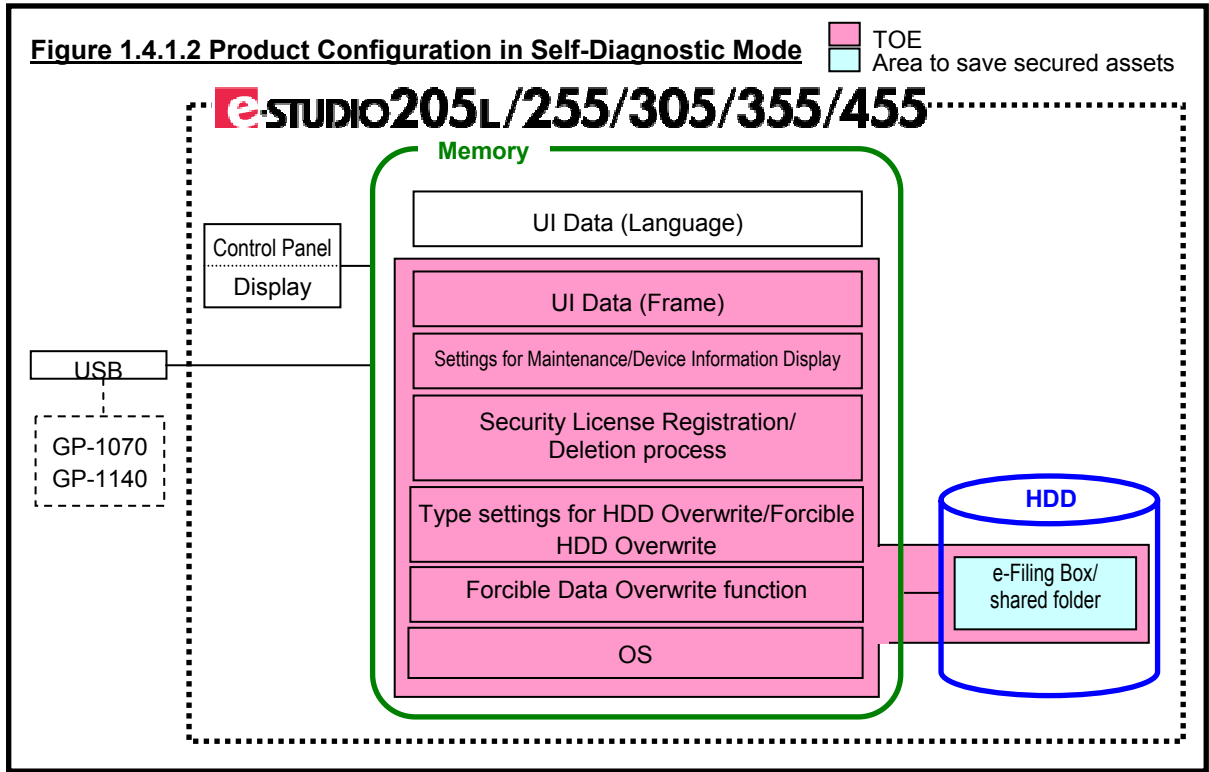 Figure 1.4.1.2 Product Configuration in Self-Diagnostic Mode
TOE
Area to save secured assets
e-STUDIO205L/255/305/355/455
Memory
UI Data (Language)
Control Panel
Display
UI Data (Frame)
Settings for Maintenance/Device Information Display
USB
Security License Registration/
Deletion process
GP-1070
GP-1140
Type settings for HDD Overwrite/Forcible
HDD Overwrite
HDD
Forcible Data Overwrite function
e-Filing Box/
shared folder
OS